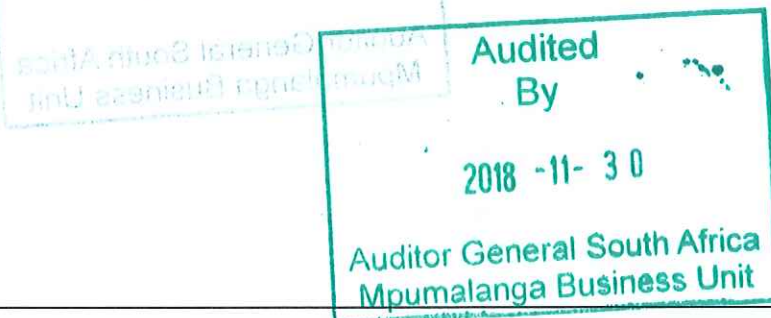 Audited
By
2018 -11- 30
Auditor General South Africa
Mpumalanga Business Unit